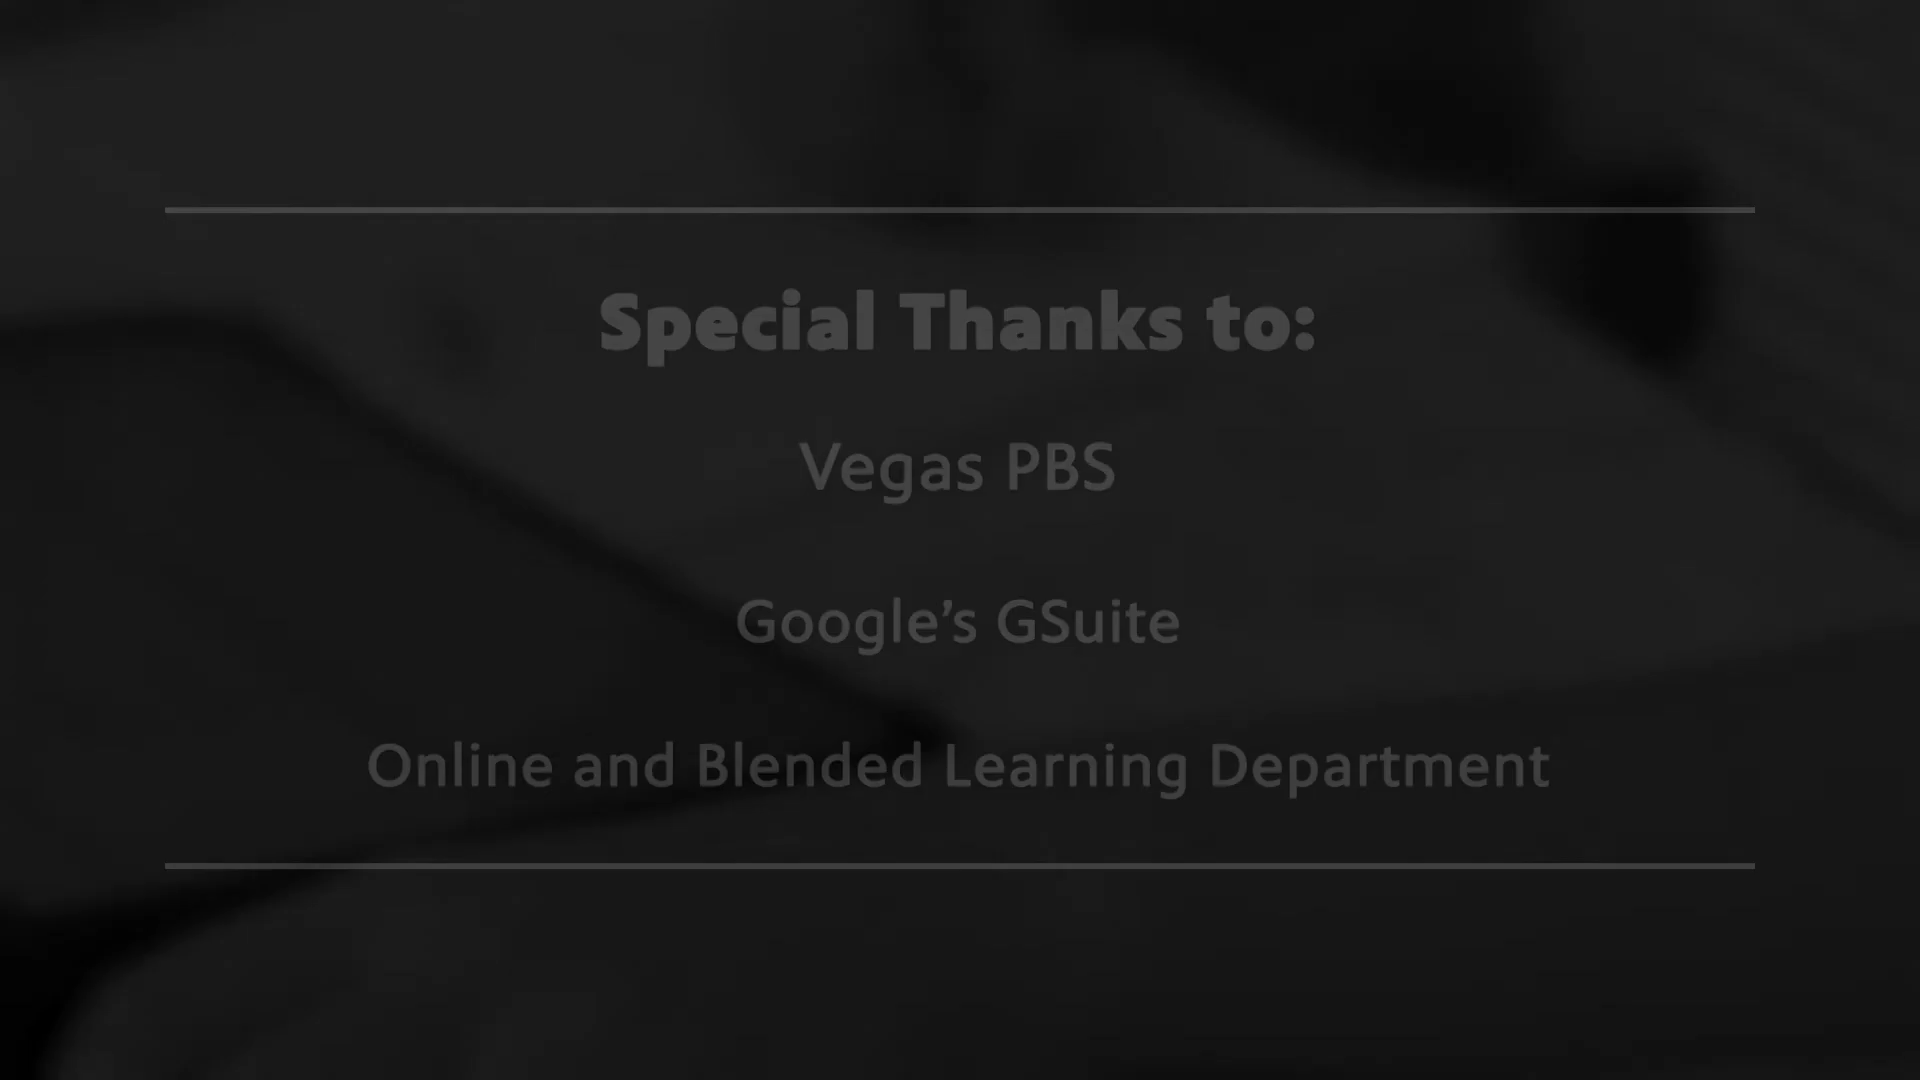 Special Thanks to:
Vegas PBS
Google’s GSuite
Online and Blended Learning Department